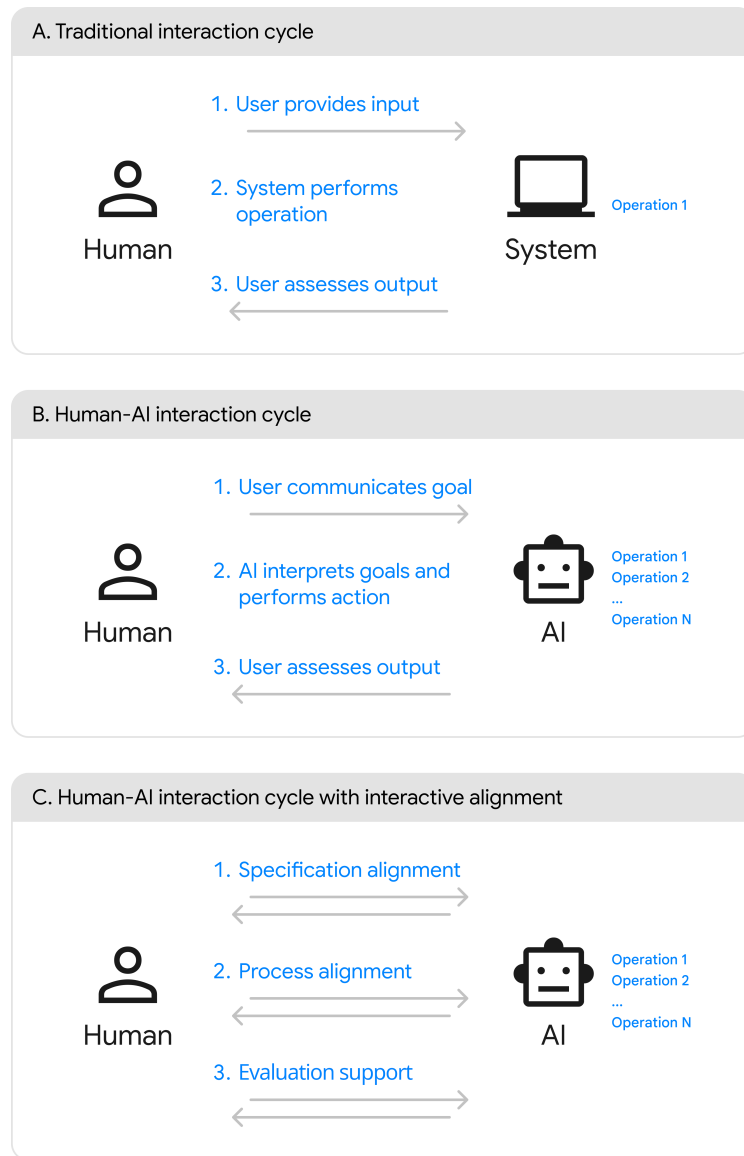 A. Traditional interaction cycle
1. User provides input
2. System performs
operation
3. User assesses output
Human
System
Operation 1
B. Human-AI interaction cycle
1. User communicates goal
2. AI interprets goals and
performs action
3. User assesses output
Human
AI
Operation 1
Operation 2
...
Operation N
C. Human-AI interaction cycle with interactive alignment
1. Specification alignment
2. Process alignment
3. Evaluation support
Human
AI
Operation 1
Operation 2
...
Operation N